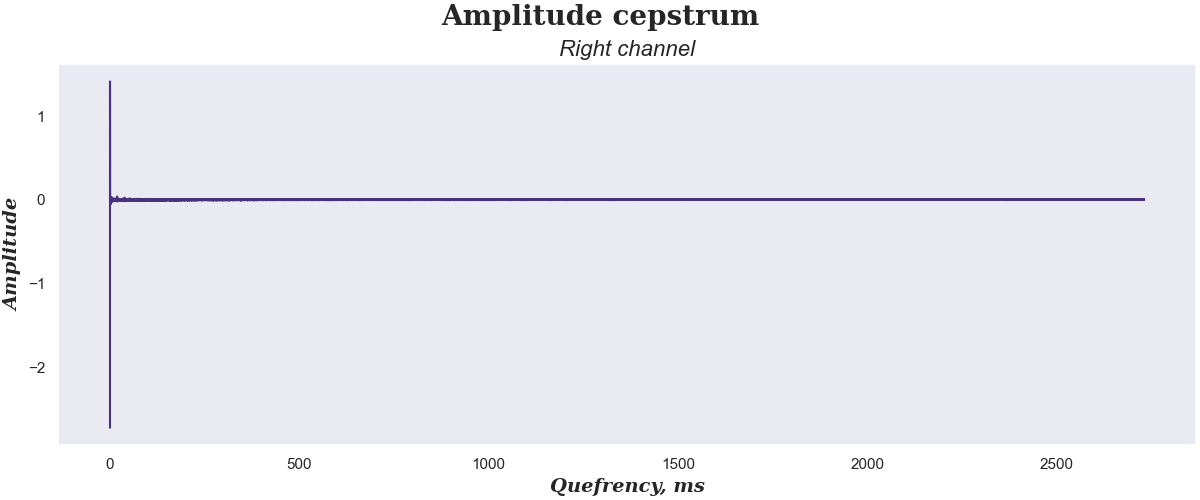 Amplitude cepstrum
Right channel
Amplitude
1
0
−1
−2
0 500 1000 1500 2000 2500
Quefrency, ms